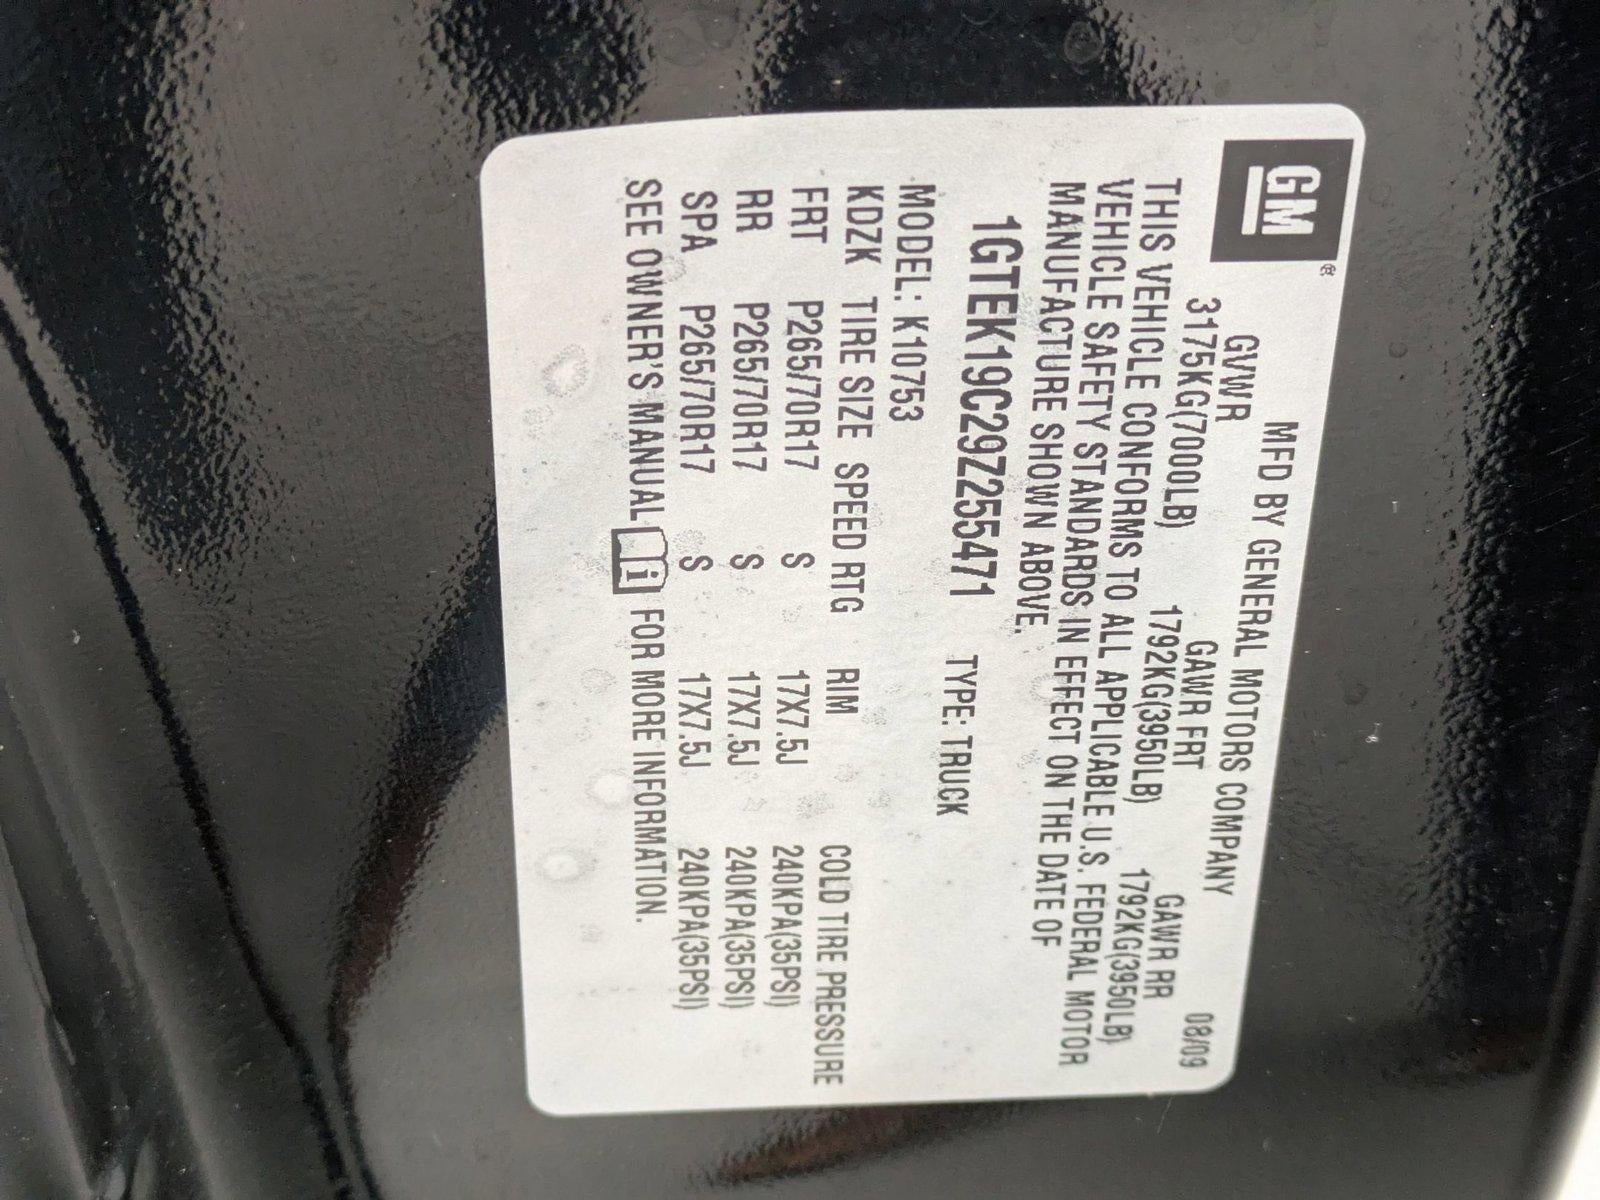 GM®
MFD BY GENERAL MOTORS COMPANY 08/09
GVWR GAWR FRT GAWR RR
3175KG(7000LB) 1792KG(3950LB) 1792KG(3950LB)
THIS VEHICLE CONFORMS TO ALL APPLICABLE U.S. FEDERAL MOTOR
VEHICLE SAFETY STANDARDS IN EFFECT ON THE DATE OF
MANUFACTURE SHOWN ABOVE.
1GTEK19C29Z255471 TYPE: TRUCK
MODEL: K10753
KDZK TIRE SIZE SPEED RTG RIM COLD TIRE PRESSURE
FRT P265/70R17 S 17X7.5J 240KPA(35PSI)
RR P265/70R17 S 17X7.5J 240KPA(35PSI)
SPA P265/70R17 S 17X7.5J 240KPA(35PSI)
SEE OWNER'S MANUAL i FOR MORE INFORMATION.